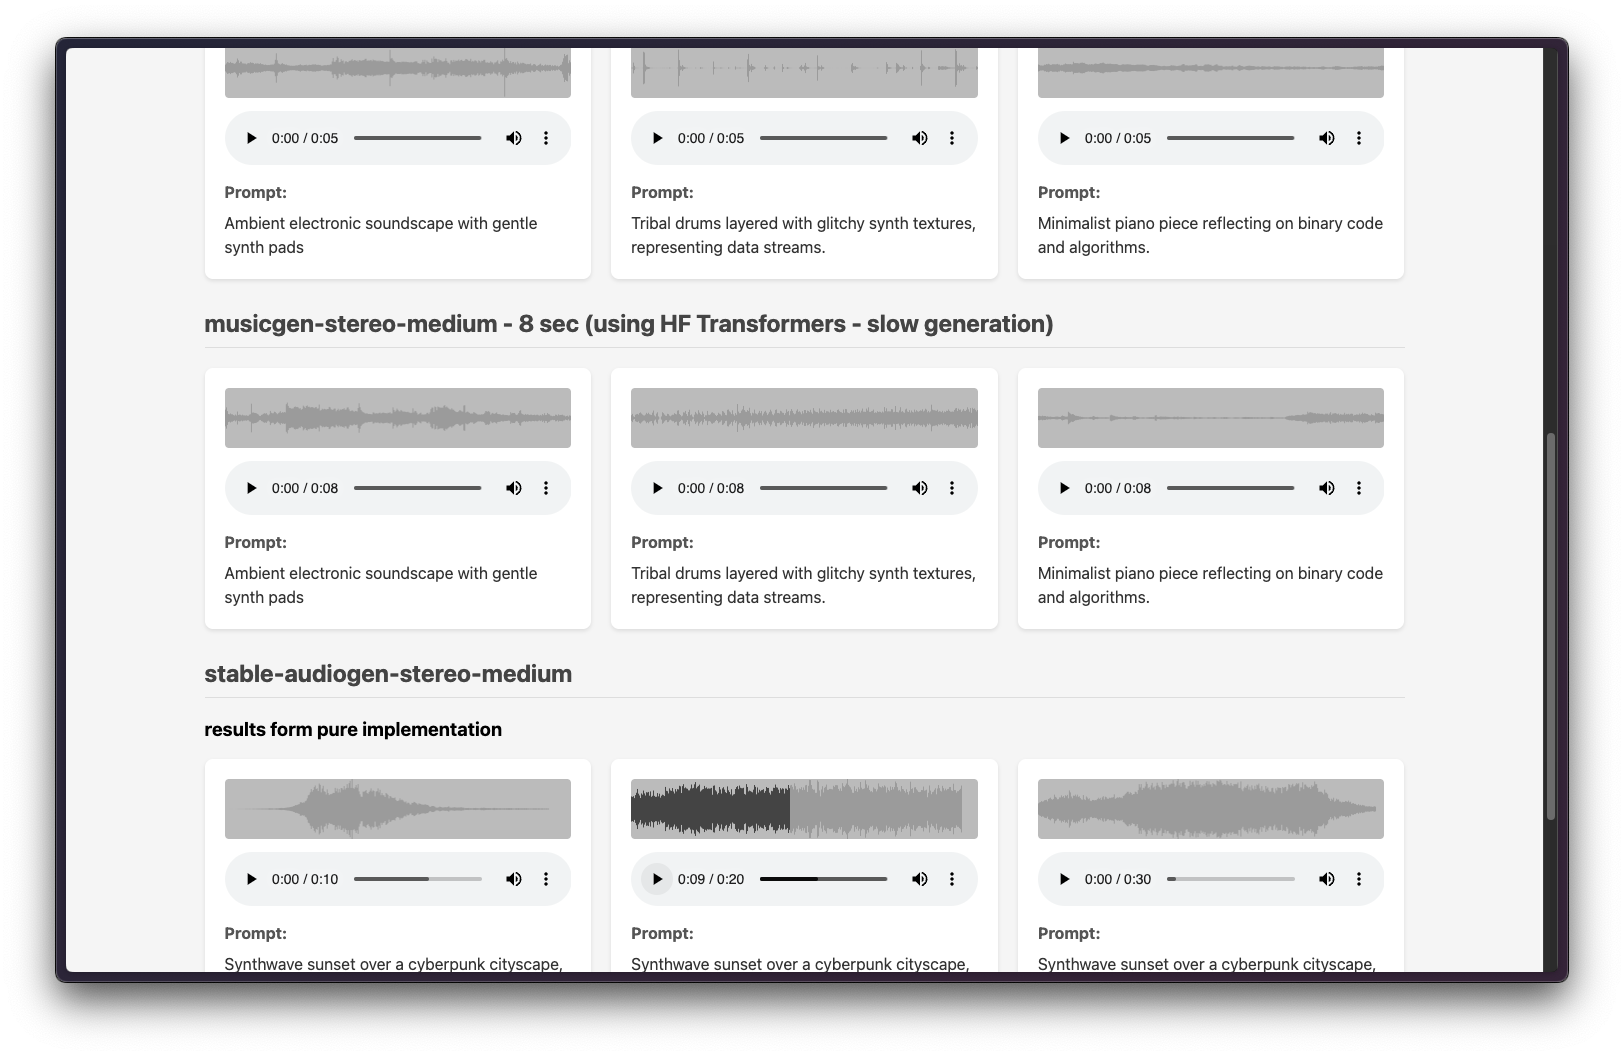 0:00 / 0:05
0:00 / 0:05
0:00 / 0:05
Prompt:
Ambient electronic soundscape with gentle
synth pads
Prompt:
Tribal drums layered with glitchy synth textures,
representing data streams.
Prompt:
Minimalist piano piece reflecting on binary code
and algorithms.
musicgen-stereo-medium - 8 sec (using HF Transformers - slow generation)
0:00 / 0:08
0:00 / 0:08
0:00 / 0:08
Prompt:
Ambient electronic soundscape with gentle
synth pads
Prompt:
Tribal drums layered with glitchy synth textures,
representing data streams.
Prompt:
Minimalist piano piece reflecting on binary code
and algorithms.
stable-audiogen-stereo-medium
results form pure implementation
0:00 / 0:10
0:09 / 0:20
0:00 / 0:30
Prompt:
Synthwave sunset over a cyberpunk cityscape,
Prompt:
Synthwave sunset over a cyberpunk cityscape,
Prompt:
Synthwave sunset over a cyberpunk cityscape,